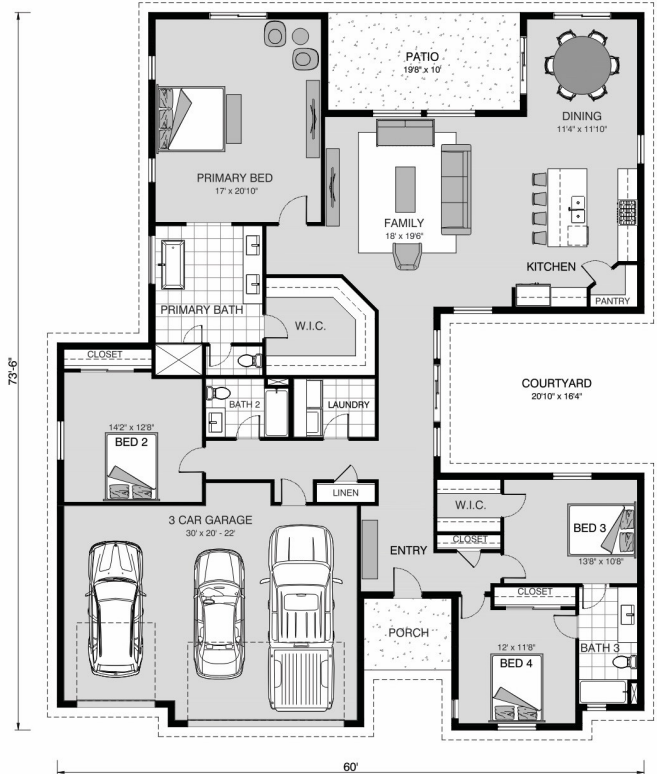 PATIO
19'8" x 10'
DINING
11'4" x 11'10"
PRIMARY BED
17' x 20'10"
FAMILY
18' x 19'6"
KITCHEN
PANTRY
PRIMARY BATH
W.I.C.
CLOSET
73'-6"
BATH 2
LAUNDRY
COURTYARD
20'10" x 16'4"
14'2" x 12'8"
BED 2
LINEN
W.I.C.
3 CAR GARAGE
30' x 20' - 22'
BED 3
13'8" x 10'8"
CLOSET
ENTRY
CLOSET
PORCH
12' x 11'8"
BED 4
BATH 3
60'